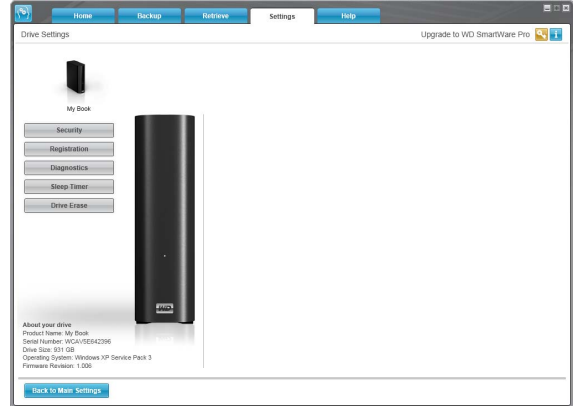 Home Backup Retrieve Settings Help
Drive Settings Upgrade to WD SmartWare Pro
My Book
Security
Registration
Diagnostics
Sleep Timer
Drive Erase
WD
About your drive
Product Name: My Book
Serial Number: WCAV5E642396
Drive Size: 931 GB
Operating System: Windows XP Service Pack 3
Firmware Revision: 1.006
Back to Main Settings